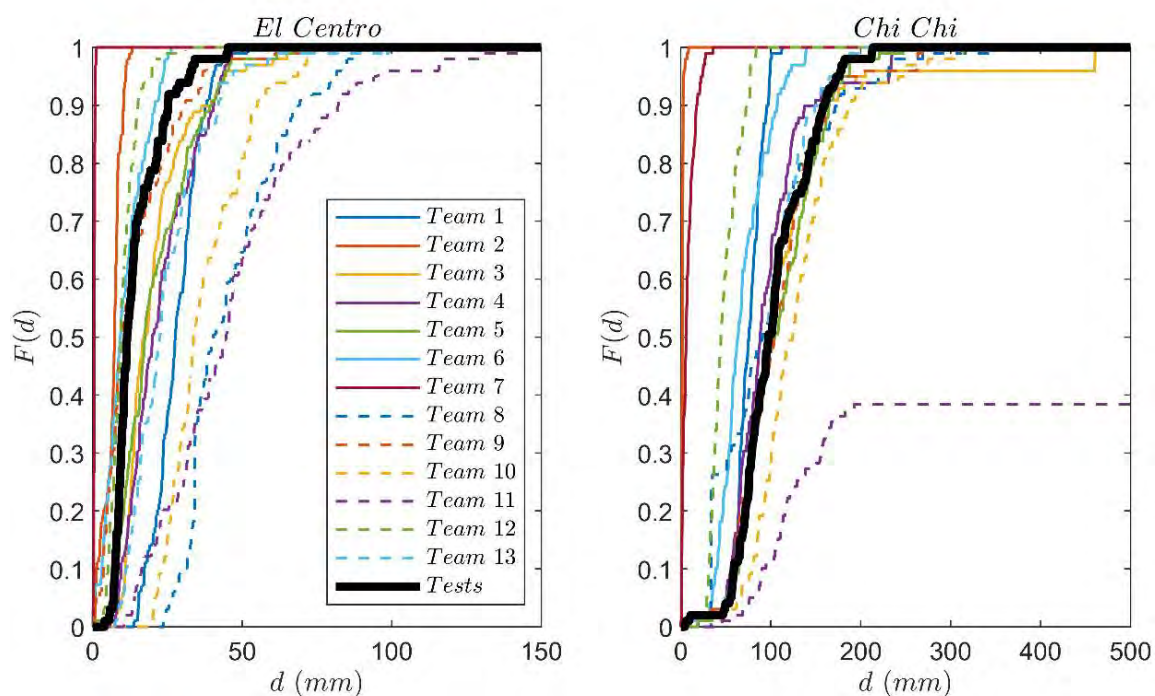 El Centro
1
0.9
0.8
0.7
0.6
0.5
0.4
0.3
0.2
0.1
0
F(d)
0 50 100 150
d (mm)
Team 1
Team 2
Team 3
Team 4
Team 5
Team 6
Team 7
Team 8
Team 9
Team 10
Team 11
Team 12
Team 13
Tests
Chi Chi
1
0.9
0.8
0.7
0.6
0.5
0.4
0.3
0.2
0.1
0
F(d)
0 100 200 300 400 500
d (mm)